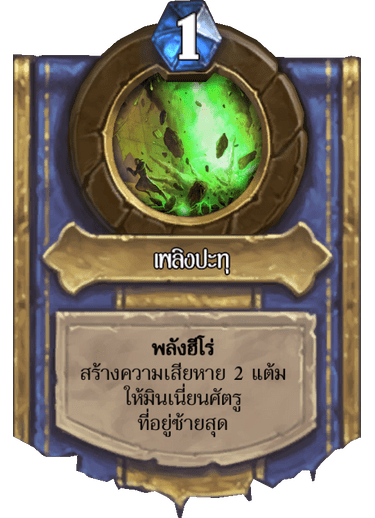 1
เพลิงปะทุ
พลังฮีโร่
สร้างความเสียหาย 2 แต้ม
ให้มินเนี่ยนศัตรู
ที่อยู่ซ้ายสุด